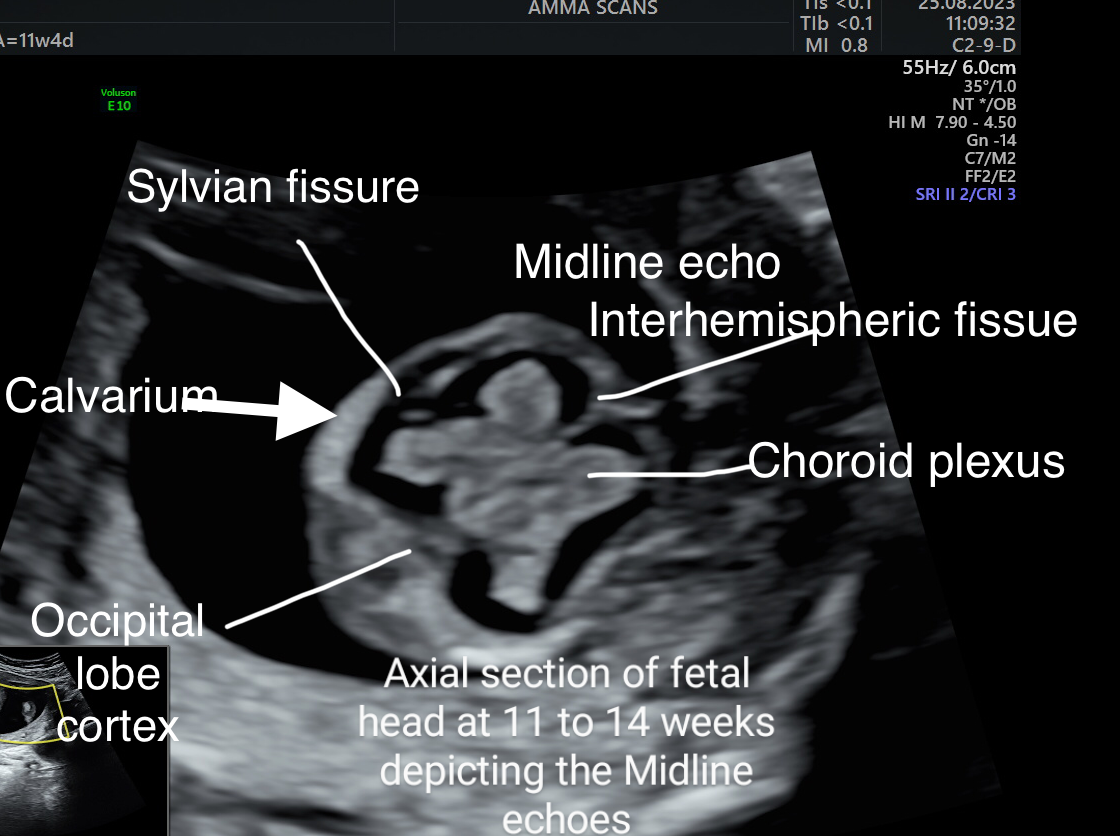 AMMA SCANS
TIs <0.1
25.08.2023
TIb <0.1
11:09:32
A=11w4d
MI 0.8
C2-9-D
55Hz/ 6.0cm
35°/1.0
NT */OB
HI M 7.90 - 4.50
Gn -14
C7/M2
FF2/E2
SRI II 2/CRI 3
Voluson
E10
Sylvian fissure
Midline echo
Interhemispheric fissue
Calvarium
Choroid plexus
Occipital
lobe
cortex
Axial section of fetal
head at 11 to 14 weeks
depicting the Midline
echoes